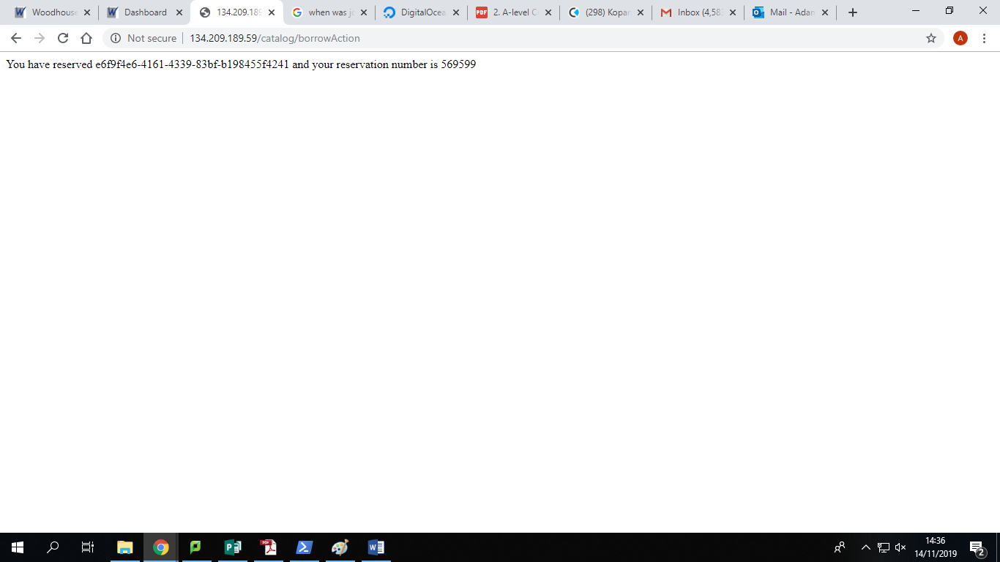 Woodhouse
Dashboard
134.209.189
when was jo
DigitalOcea
2. A-level C
(298) Kopar
Inbox (4,583
Mail - Adan
Not secure
134.209.189.59/catalog/borrowAction
A
You have reserved e6f9f4e6-4161-4339-83bf-b198455f4241 and your reservation number is 569599
14:36
14/11/2019
2